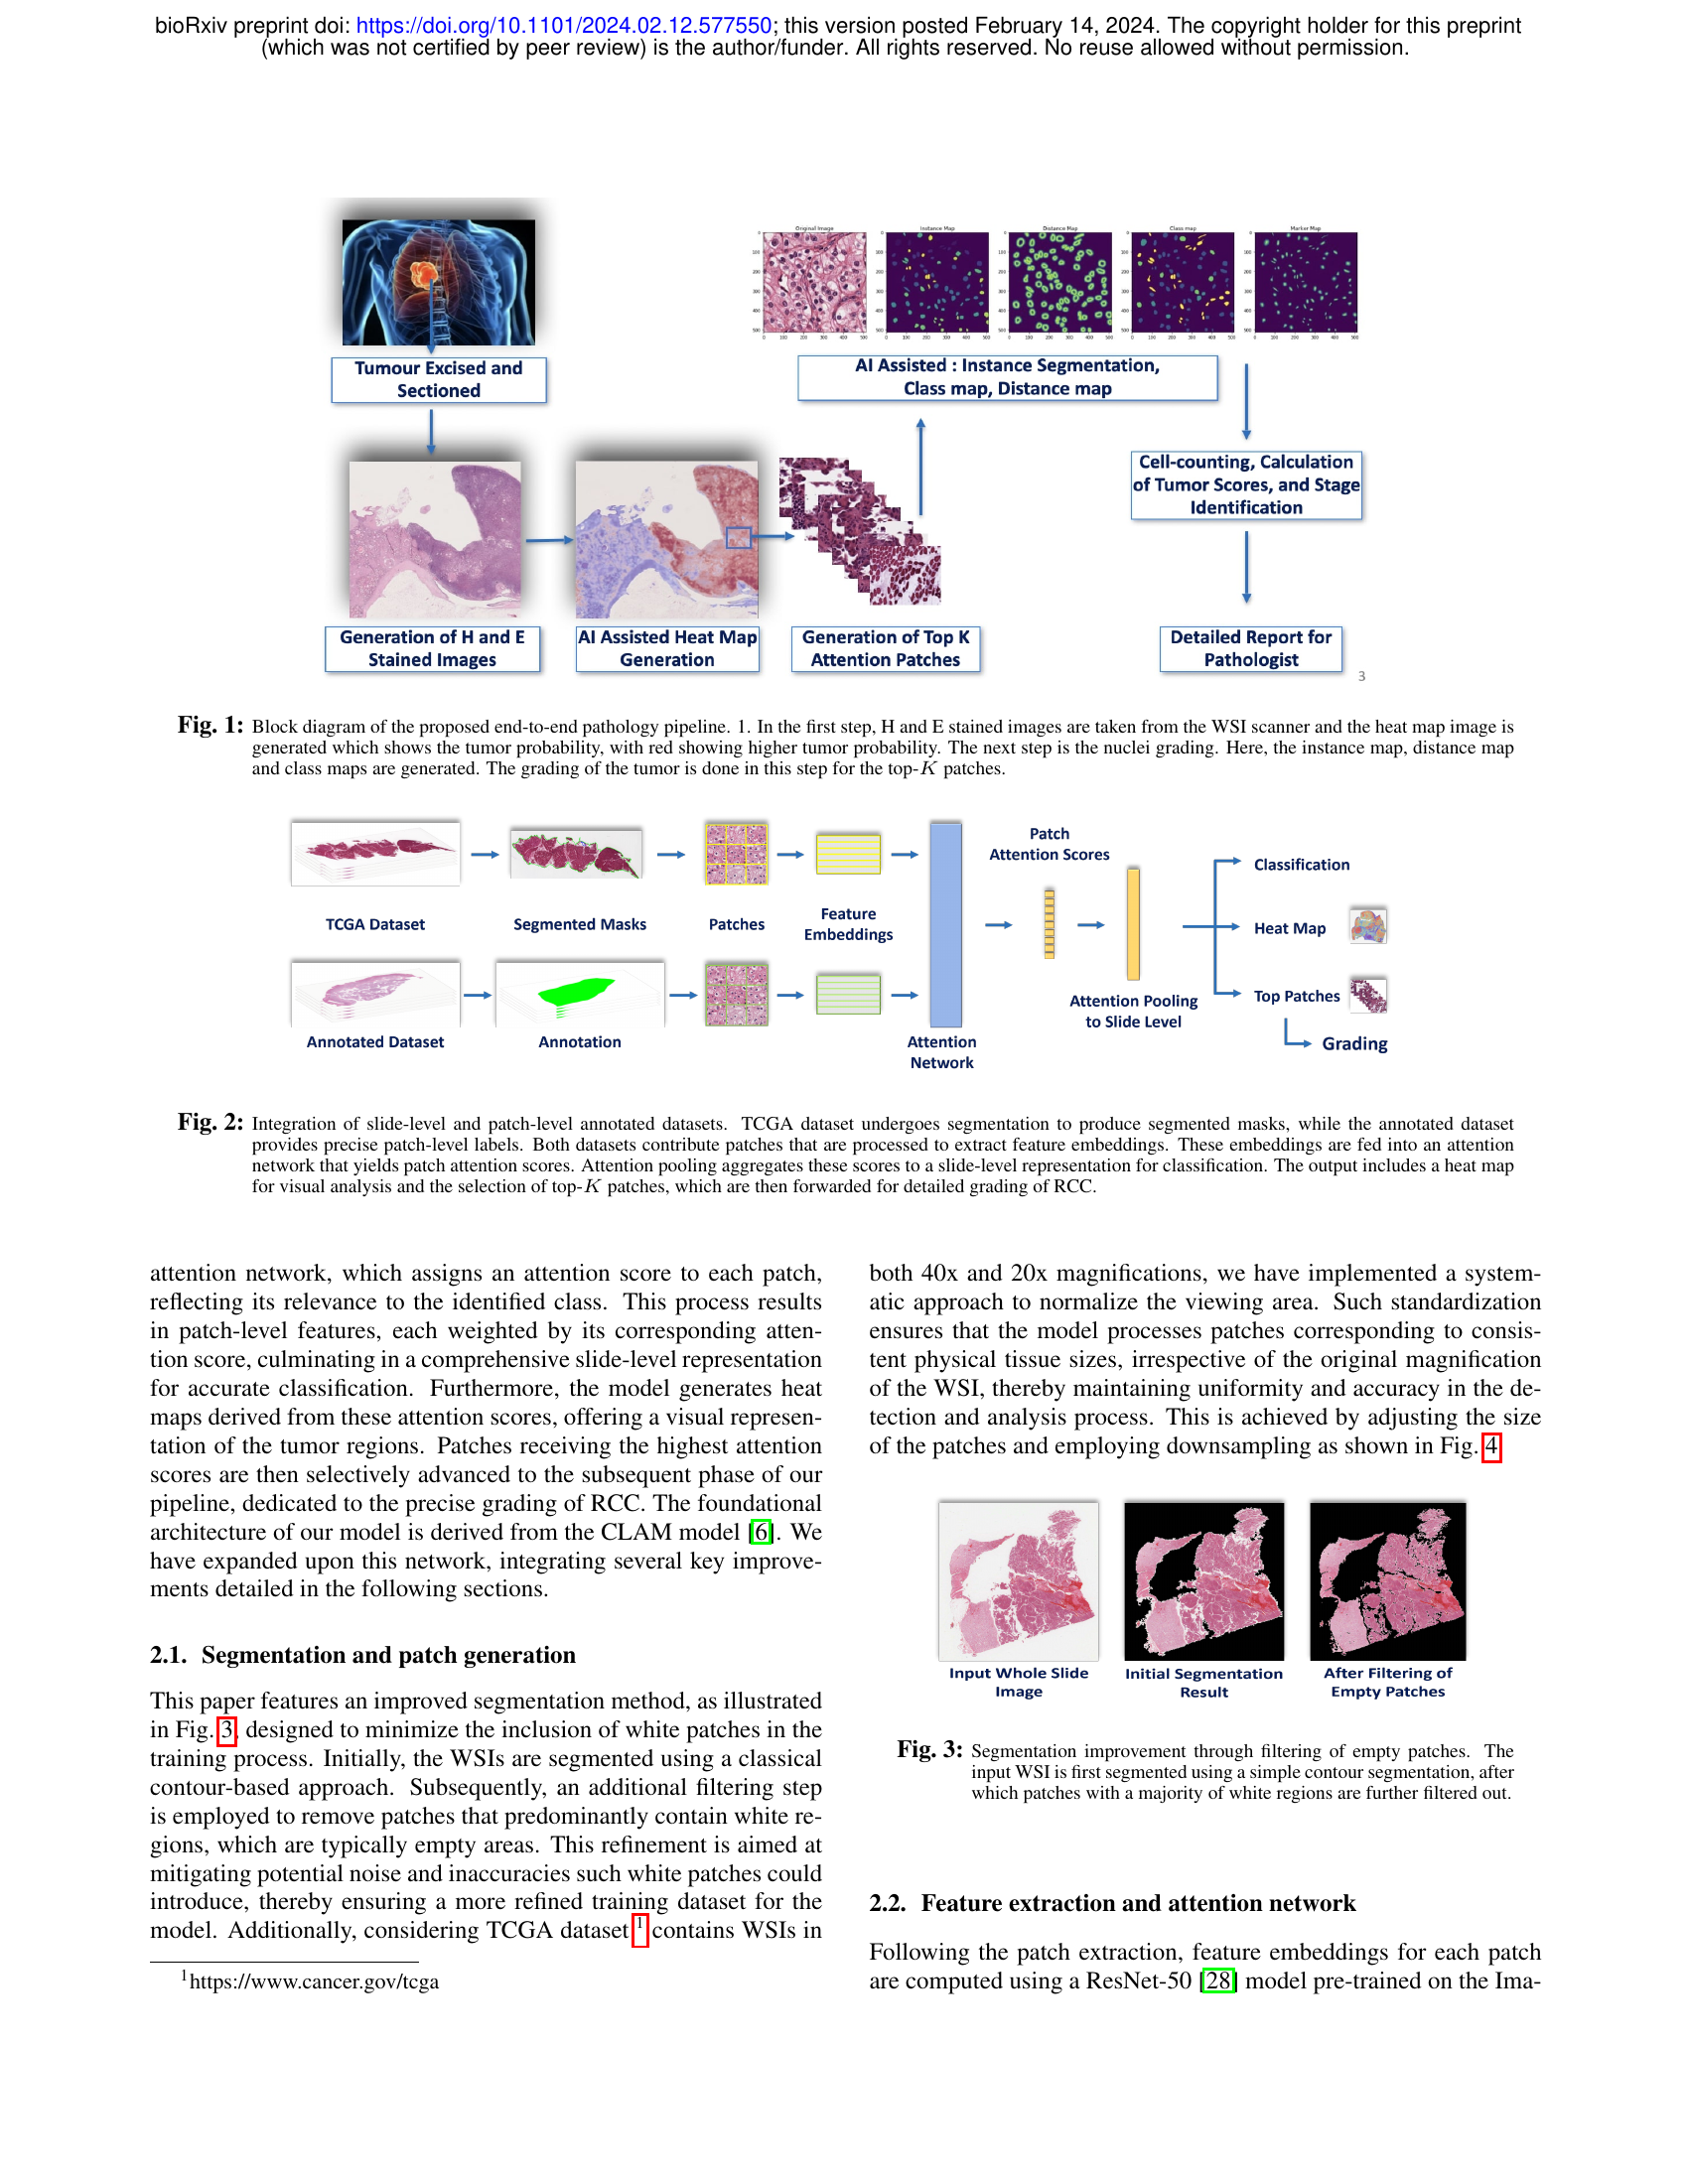 bioRxiv preprint doi: https://doi.org/10.1101/2024.02.12.577550; this version posted February 14, 2024. The copyright holder for this preprint
(which was not certified by peer review) is the author/funder. All rights reserved. No reuse allowed without permission.
Original Image
Instance Map
Distance Map
Class map
Marker Map
Tumour Excised and
Sectioned
AI Assisted : Instance Segmentation,
Class map, Distance map
Cell-counting, Calculation
of Tumor Scores, and Stage
Identification
Generation of H and E
Stained Images
AI Assisted Heat Map
Generation
Generation of Top K
Attention Patches
Detailed Report for
Pathologist
3
Fig. 1: Block diagram of the proposed end-to-end pathology pipeline. 1. In the first step, H and E stained images are taken from the WSI scanner and the heat map image is
generated which shows the tumor probability, with red showing higher tumor probability. The next step is the nuclei grading. Here, the instance map, distance map
and class maps are generated. The grading of the tumor is done in this step for the top-K patches.
TCGA Dataset
Segmented Masks
Patches
Feature
Embeddings
Patch
Attention Scores
Classification
Heat Map
Top Patches
Grading
Attention Pooling
to Slide Level
Annotated Dataset
Annotation
Attention
Network
Fig. 2: Integration of slide-level and patch-level annotated datasets. TCGA dataset undergoes segmentation to produce segmented masks, while the annotated dataset
provides precise patch-level labels. Both datasets contribute patches that are processed to extract feature embeddings. These embeddings are fed into an attention
network that yields patch attention scores. Attention pooling aggregates these scores to a slide-level representation for classification. The output includes a heat map
for visual analysis and the selection of top-K patches, which are then forwarded for detailed grading of RCC.
attention network, which assigns an attention score to each patch,
reflecting its relevance to the identified class. This process results
in patch-level features, each weighted by its corresponding atten-
tion score, culminating in a comprehensive slide-level representation
for accurate classification. Furthermore, the model generates heat
maps derived from these attention scores, offering a visual represen-
tation of the tumor regions. Patches receiving the highest attention
scores are then selectively advanced to the subsequent phase of our
pipeline, dedicated to the precise grading of RCC. The foundational
architecture of our model is derived from the CLAM model [6]. We
have expanded upon this network, integrating several key improve-
ments detailed in the following sections.
2.1. Segmentation and patch generation
This paper features an improved segmentation method, as illustrated
in Fig. 3, designed to minimize the inclusion of white patches in the
training process. Initially, the WSIs are segmented using a classical
contour-based approach. Subsequently, an additional filtering step
is employed to remove patches that predominantly contain white re-
gions, which are typically empty areas. This refinement is aimed at
mitigating potential noise and inaccuracies such white patches could
introduce, thereby ensuring a more refined training dataset for the
model. Additionally, considering TCGA dataset 1 contains WSIs in
1https://www.cancer.gov/tcga
both 40x and 20x magnifications, we have implemented a system-
atic approach to normalize the viewing area. Such standardization
ensures that the model processes patches corresponding to consis-
tent physical tissue sizes, irrespective of the original magnification
of the WSI, thereby maintaining uniformity and accuracy in the de-
tection and analysis process. This is achieved by adjusting the size
of the patches and employing downsampling as shown in Fig. 4
Input Whole Slide
Image
Initial Segmentation
Result
After Filtering of
Empty Patches
Fig. 3: Segmentation improvement through filtering of empty patches. The
input WSI is first segmented using a simple contour segmentation, after
which patches with a majority of white regions are further filtered out.
2.2. Feature extraction and attention network
Following the patch extraction, feature embeddings for each patch
are computed using a ResNet-50 [28] model pre-trained on the Ima-